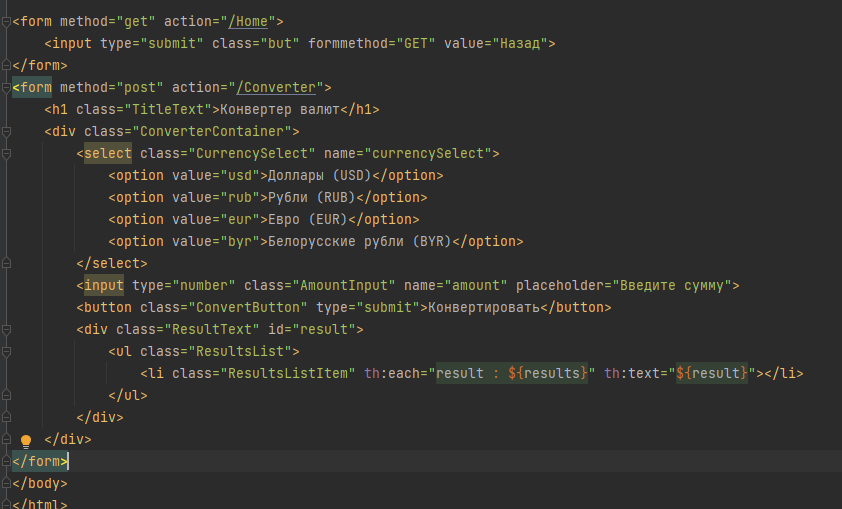 <form method="get" action="/Home">
    <input type="submit" class="but" formmethod="GET" value="Назад">
</form>
<form method="post" action="/Converter">
    <h1 class="TitleText">Конвертер валют</h1>
    <div class="ConverterContainer">
        <select class="CurrencySelect" name="currencySelect">
            <option value="usd">Доллары (USD)</option>
            <option value="rub">Рубли (RUB)</option>
            <option value="eur">Евро (EUR)</option>
            <option value="byr">Белорусские рубли (BYR)</option>
        </select>
        <input type="number" class="AmountInput" name="amount" placeholder="Введите сумму">
        <button class="ConvertButton" type="submit">Конвертировать</button>
        <div class="ResultText" id="result">
            <ul class="ResultsList">
                <li class="ResultsListItem" th:each="result : ${results}" th:text="${result}"></li>
            </ul>
        </div>
    </div>
</form>
</body>
</html>